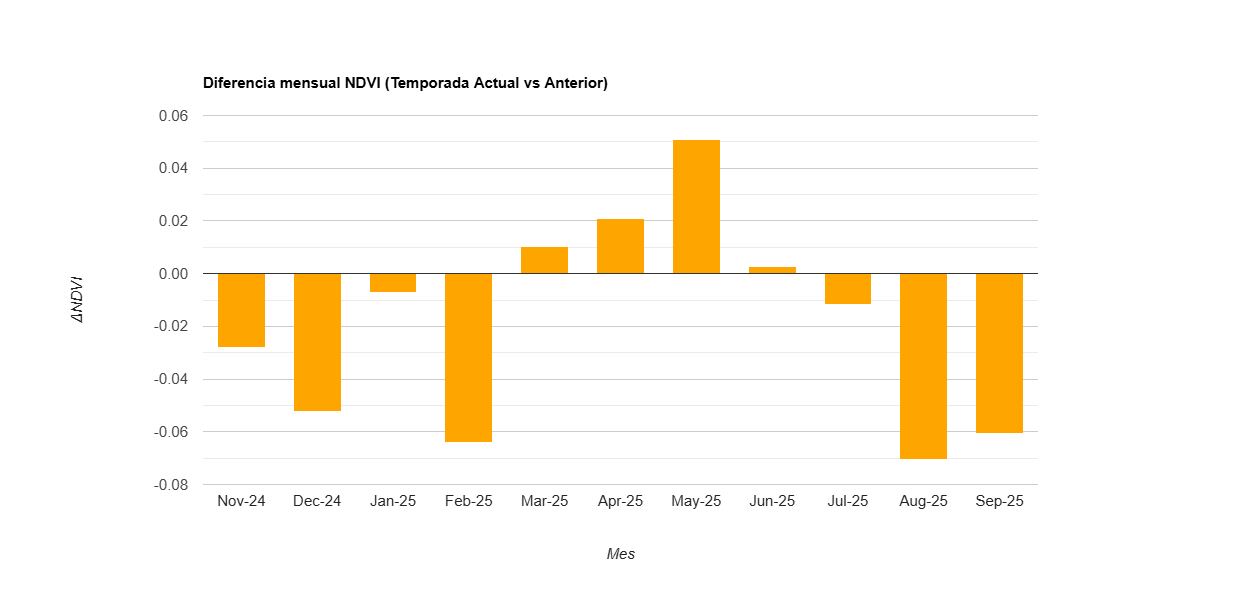 Diferencia mensual NDVI (Temporada Actual vs Anterior)
0.06
0.04
0.02
0.00
-0.02
-0.04
-0.06
-0.08
ΔNDVI
Nov-24 Dec-24 Jan-25 Feb-25 Mar-25 Apr-25 May-25 Jun-25 Jul-25 Aug-25 Sep-25
Mes